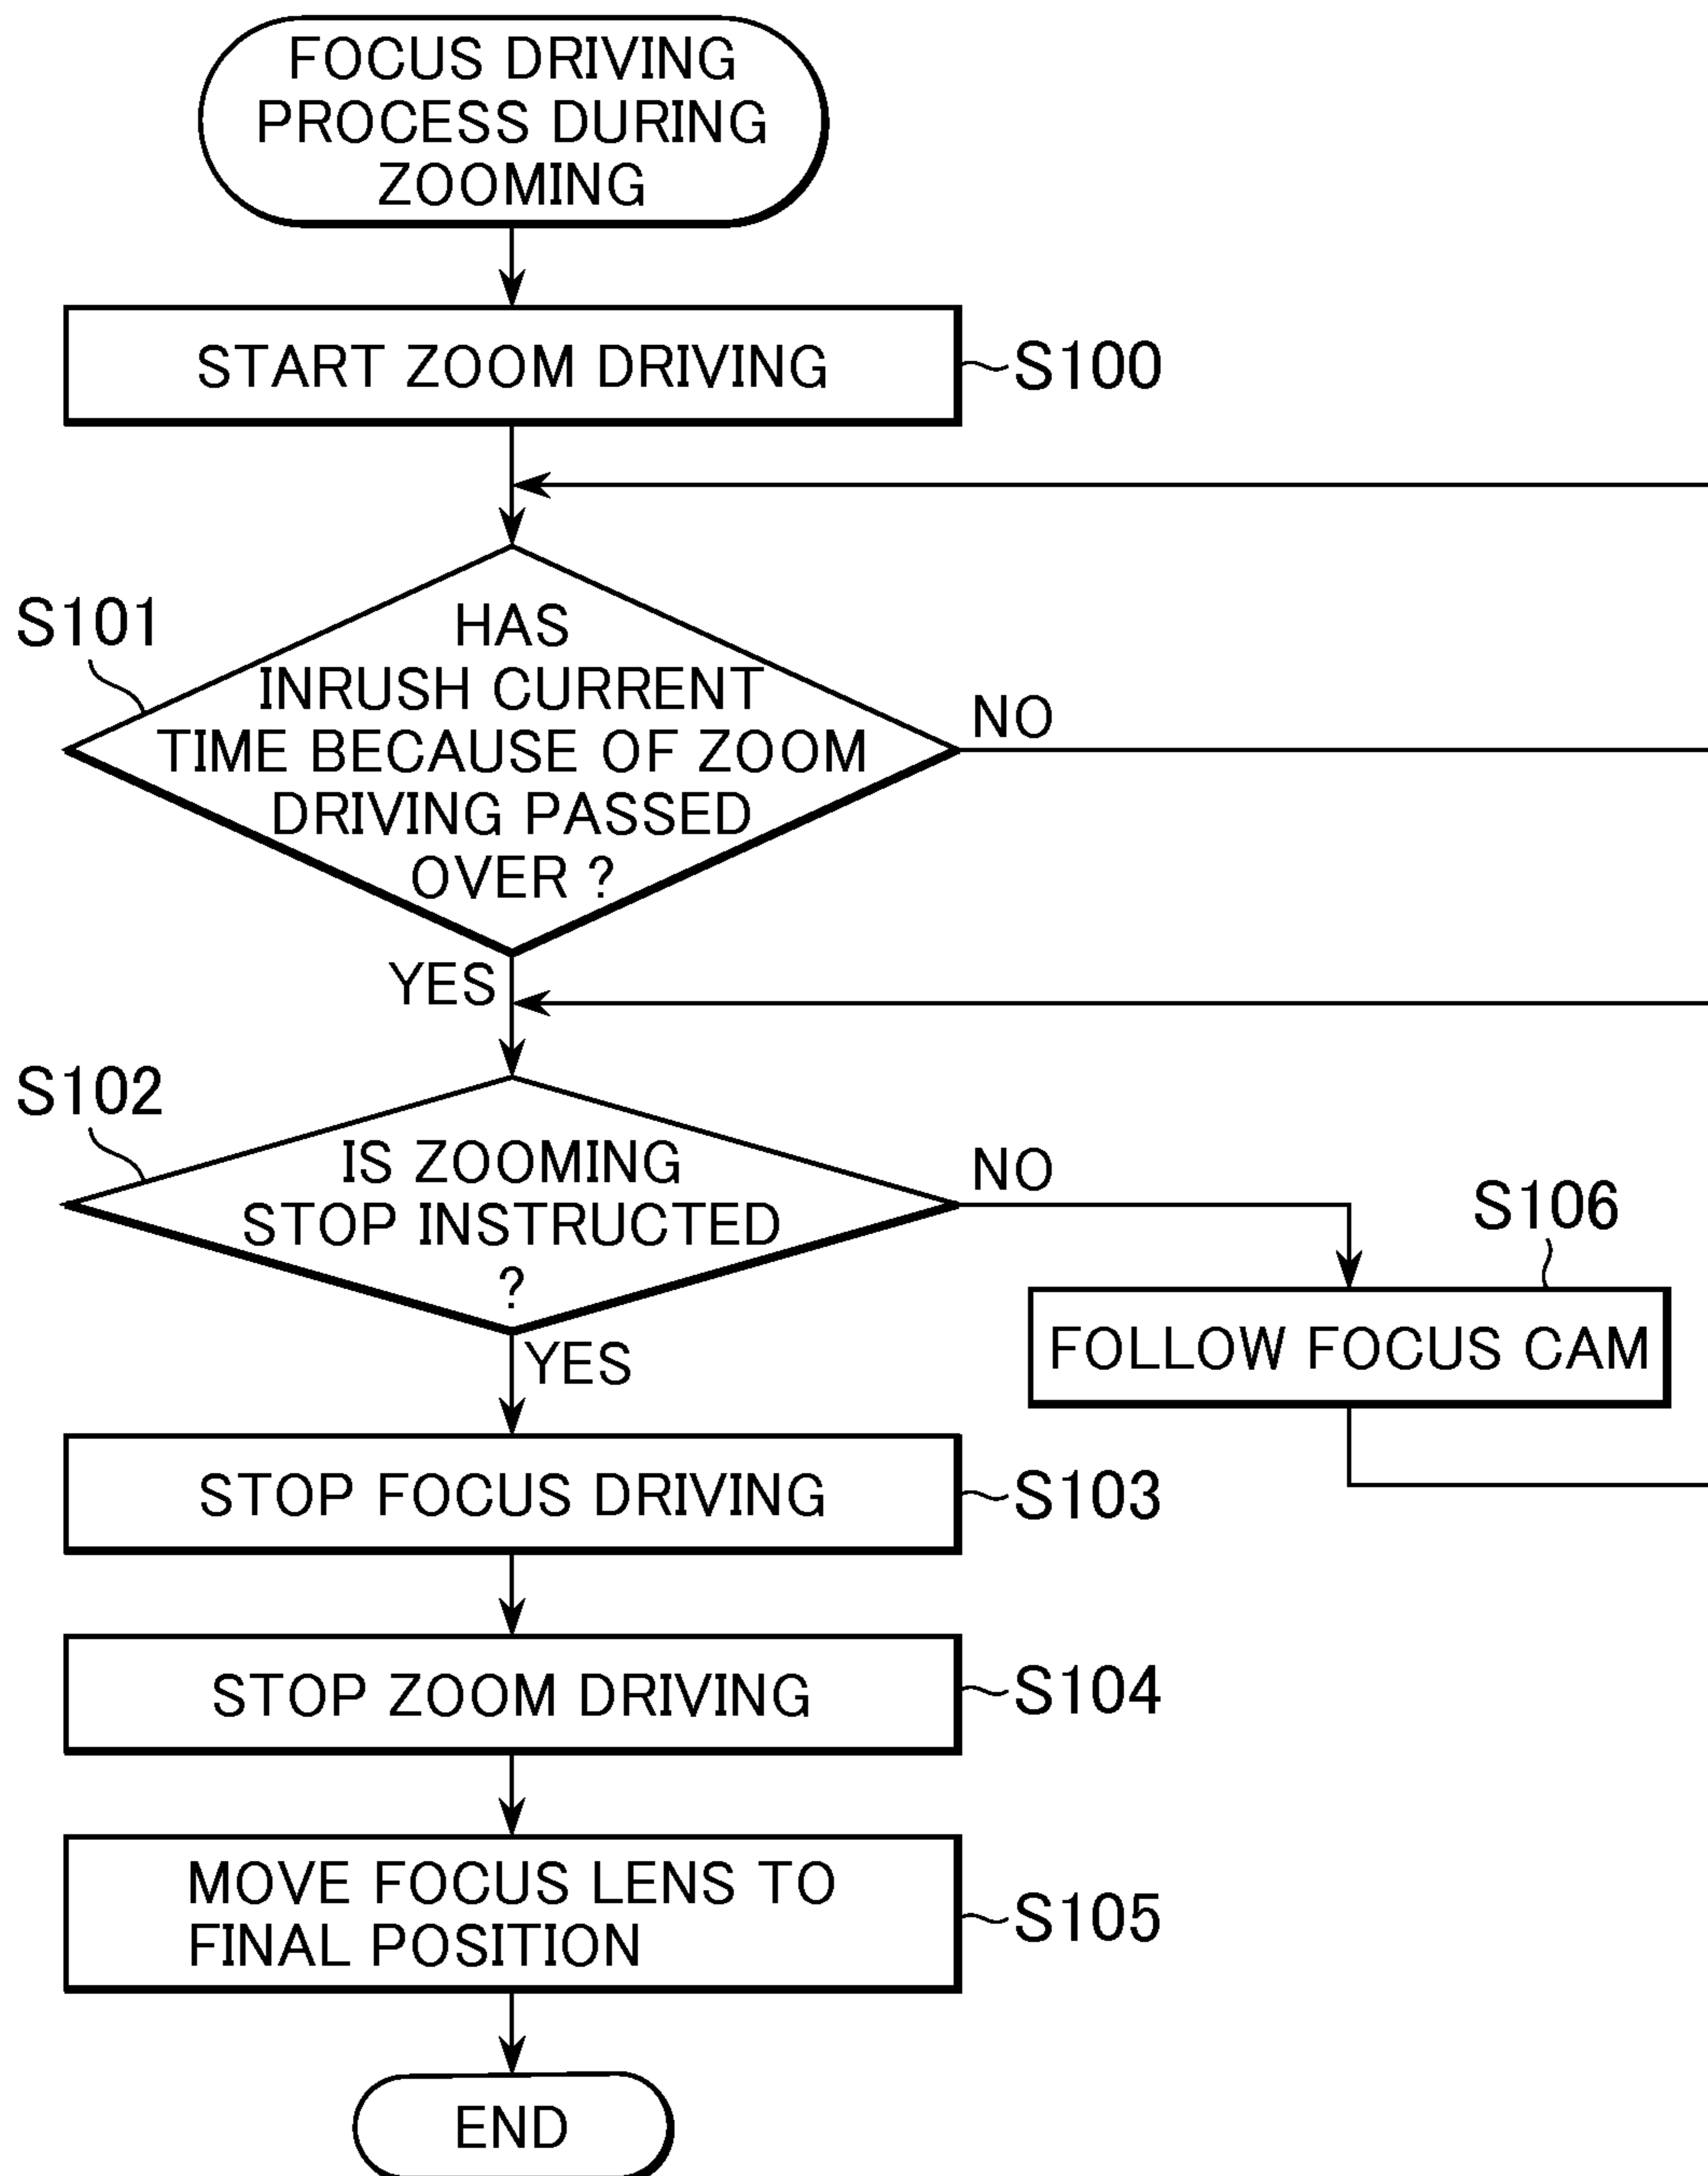 FOCUS DRIVING
PROCESS DURING
ZOOMING
START ZOOM DRIVING
S100
S101
HAS
INRUSH CURRENT
TIME BECAUSE OF ZOOM
DRIVING PASSED
OVER ?
NO
YES
S102
IS ZOOMING
STOP INSTRUCTED
?
NO
S106
FOLLOW FOCUS CAM
YES
STOP FOCUS DRIVING
S103
STOP ZOOM DRIVING
S104
MOVE FOCUS LENS TO
FINAL POSITION
S105
END